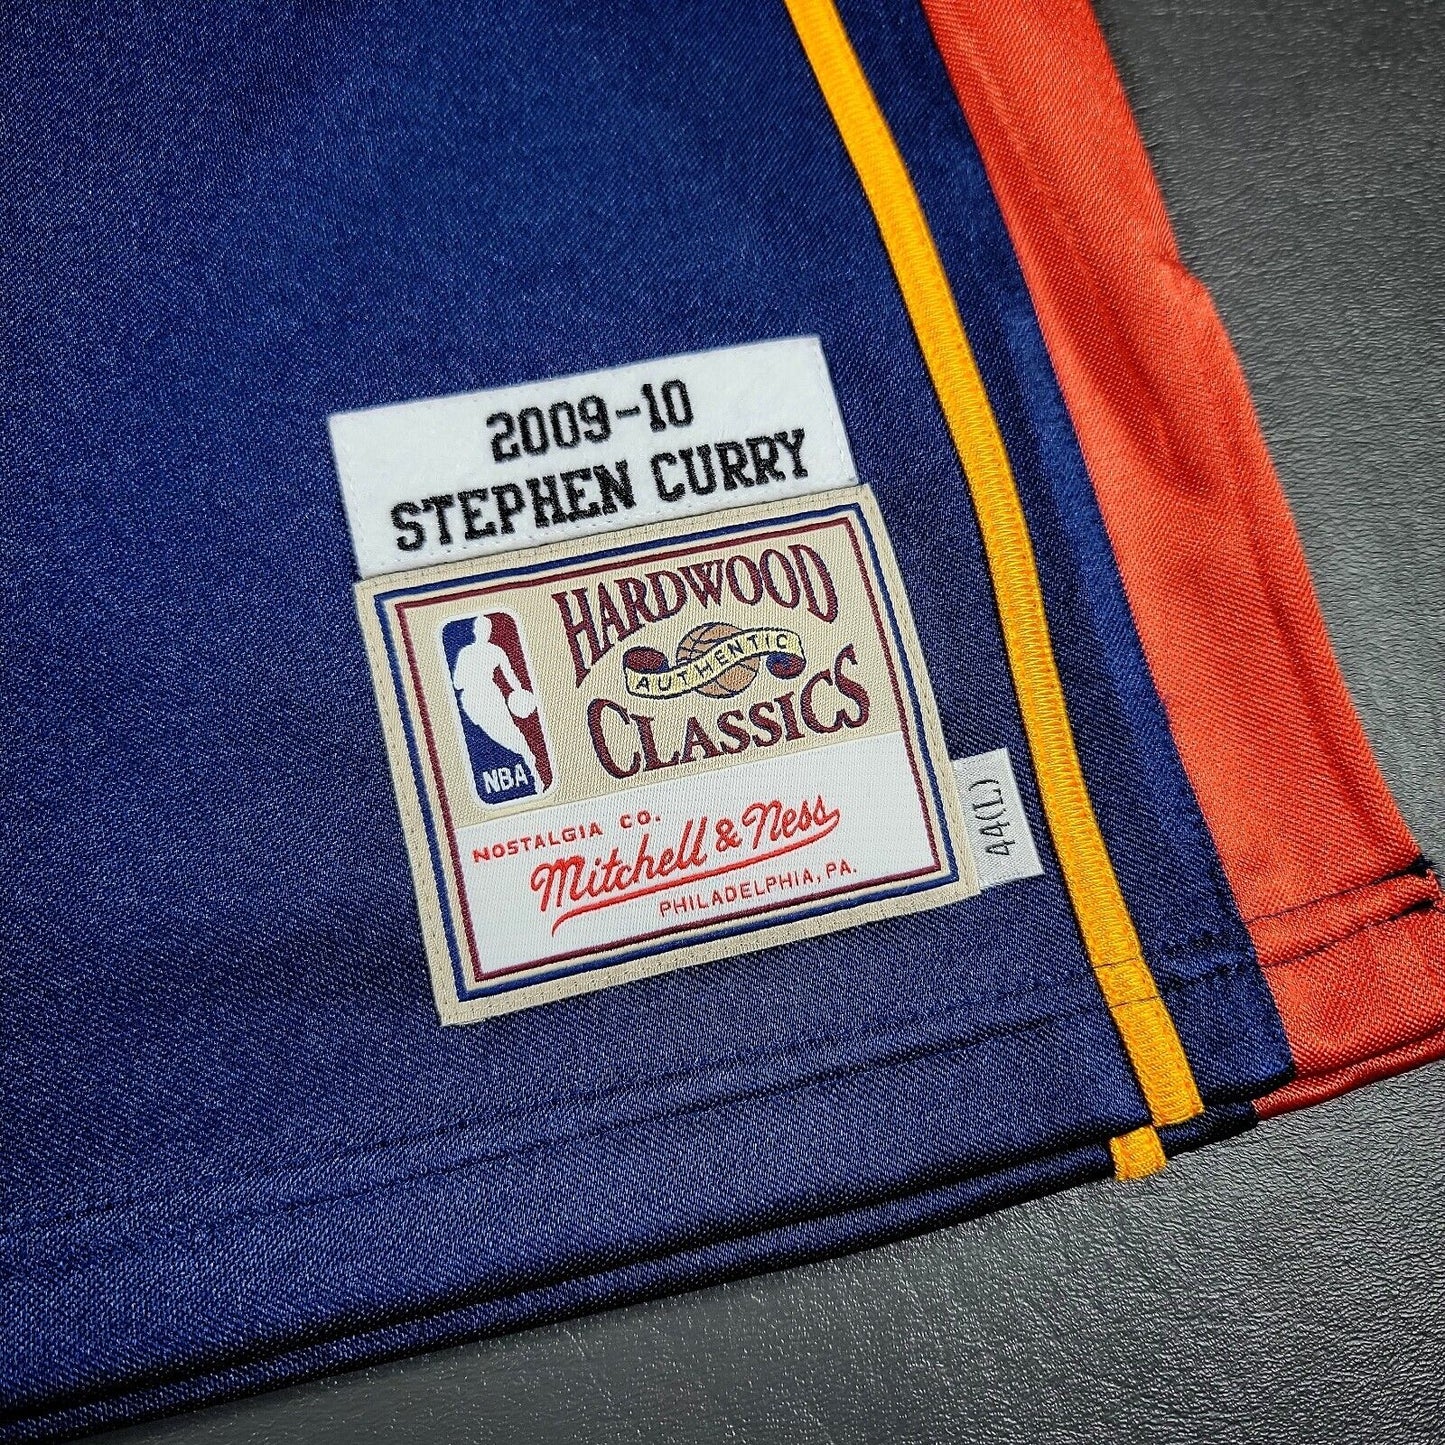 2009-10
STEPHEN CURRY
HARDWOOD
AUTHENTIC
CLASSICS
NBA
NOSTALGIA CO.
Mitchell & Ness
PHILADELPHIA, PA.
44(L)